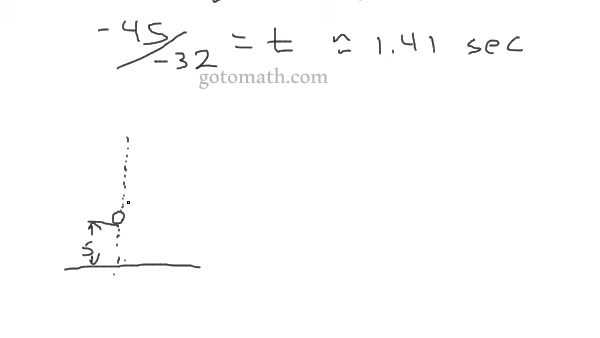 -45/-32 = t ≈ 1.41 sec
gotomath.com
5